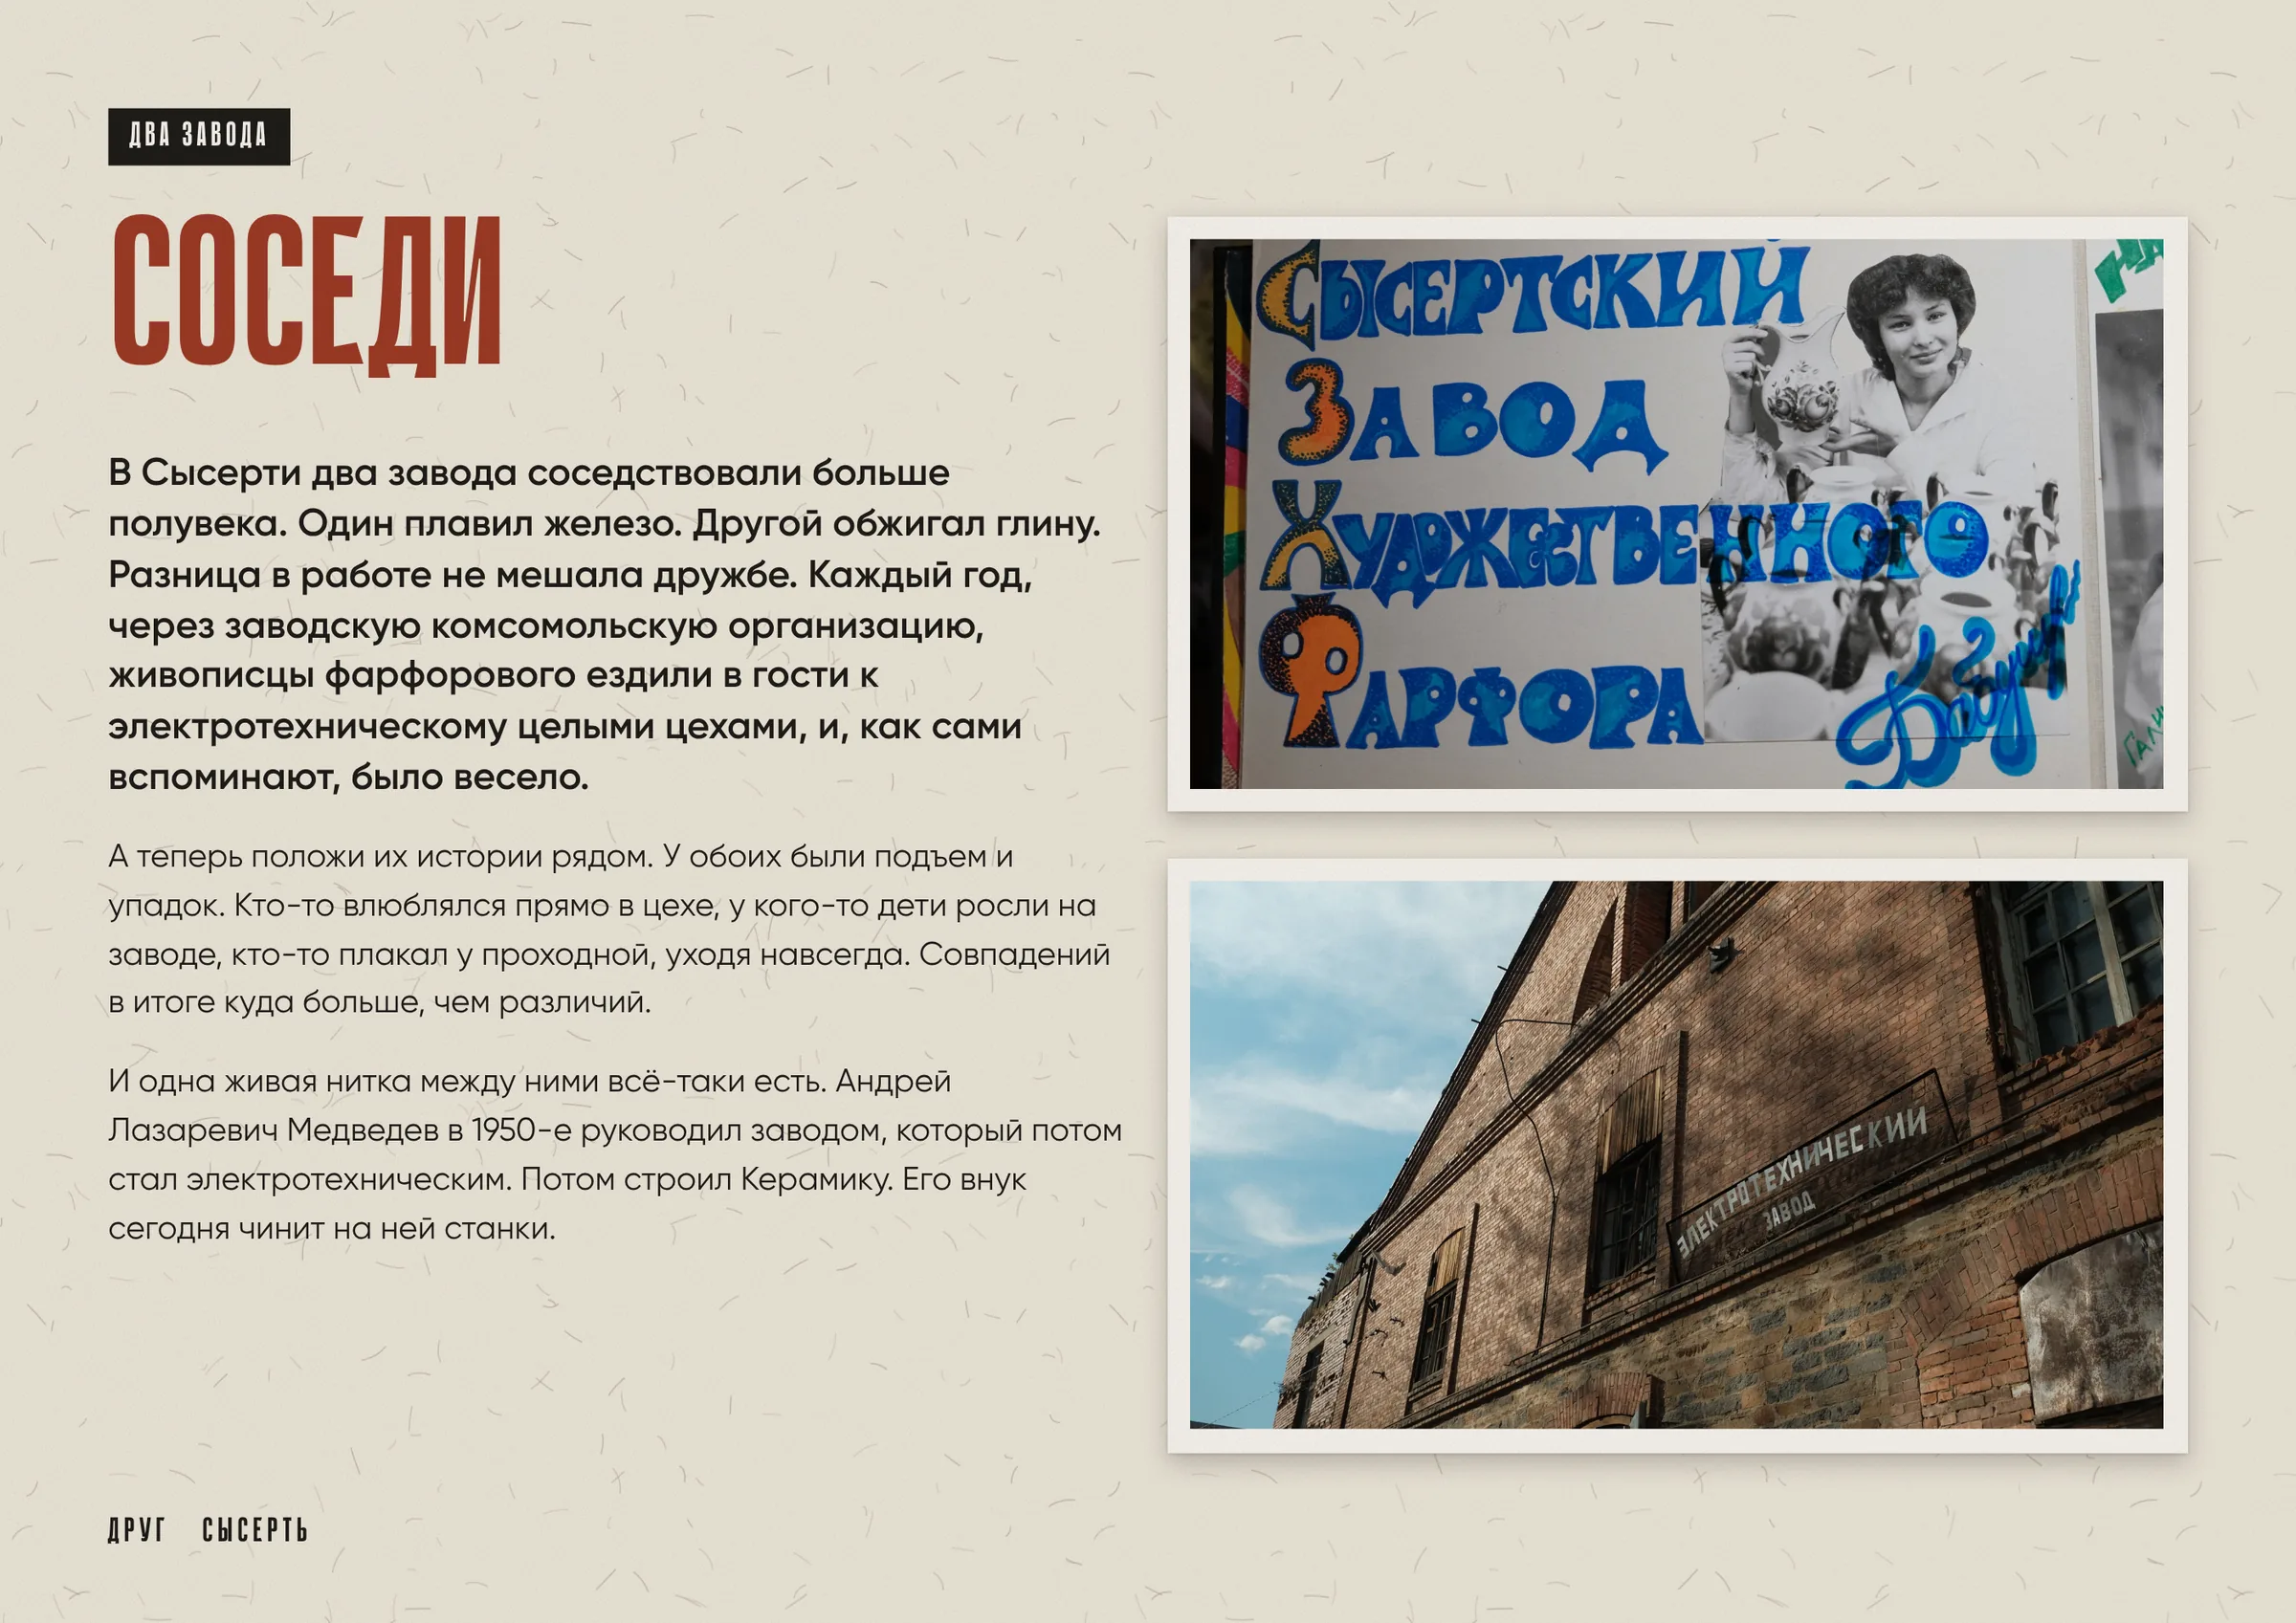 ДВА ЗАВОДА
СОСЕДИ
В Сысерти два завода соседствовали больше
полувека. Один плавил железо. Другой обжигал глину.
Разница в работе не мешала дружбе. Каждый год,
через заводскую комсомольскую организацию,
живописцы фарфорового ездили в гости к
электротехническому целыми цехами, и, как сами
вспоминают, было весело.
А теперь положи их истории рядом. У обоих были подъем и
упадок. Кто-то влюблялся прямо в цехе, у кого-то дети росли на
заводе, кто-то плакал у проходной, уходя навсегда. Совпадений
в итоге куда больше, чем различий.
И одна живая нитка между ними всё-таки есть. Андрей
Лазаревич Медведев в 1950-е руководил заводом, который потом
стал электротехническим. Потом строил Керамику. Его внук
сегодня чинит на ней станки.
ДРУГ СЫСЕРТЬ
СЫСЕРТСКИЙ
ЗАВОД
ХУДОЖЕСТВЕННОГО
ФАРФОРА
ЭЛЕКТРОТЕХНИЧЕСКИЙ
ЗАВОД